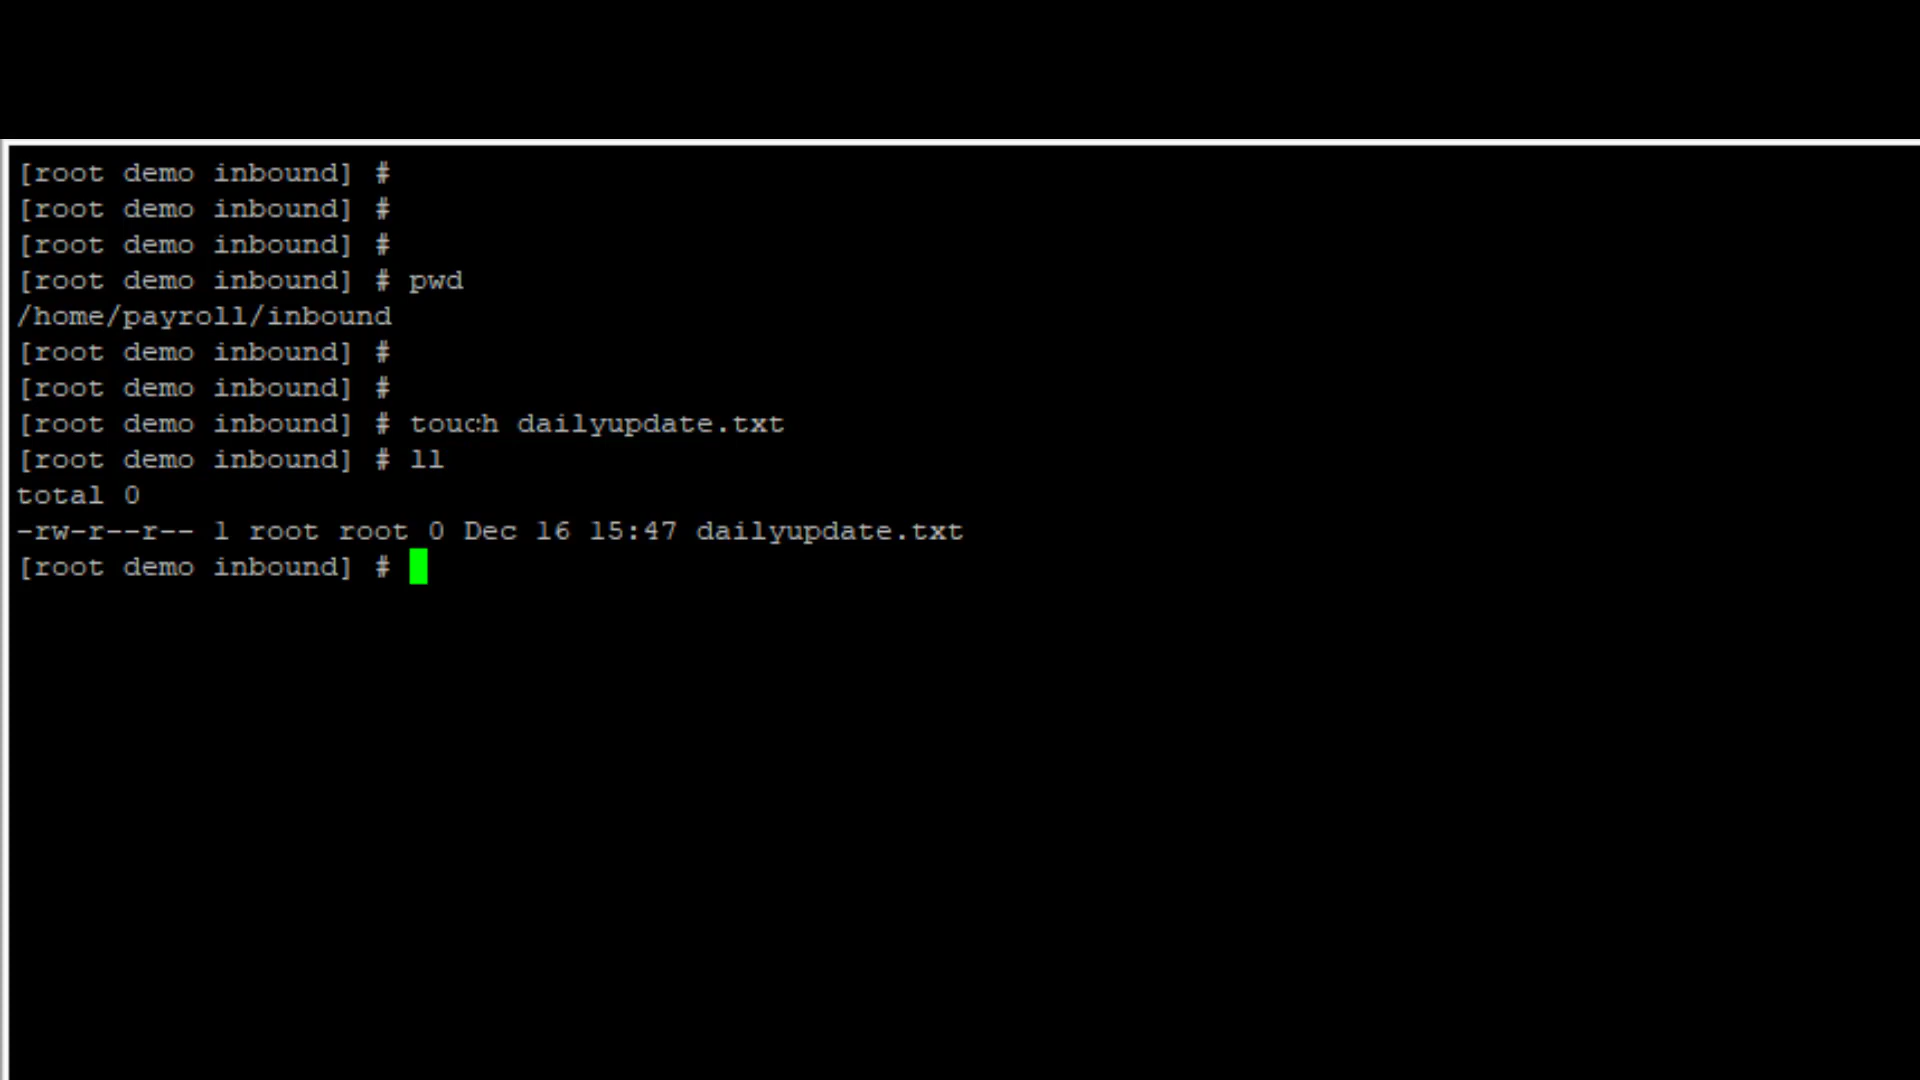 [root demo inbound] #
[root demo inbound] #
[root demo inbound] #
[root demo inbound] # pwd
/home/payroll/inbound
[root demo inbound] #
[root demo inbound] #
[root demo inbound] # touch dailyupdate.txt
[root demo inbound] # ll
total 0
-rw-r--r-- 1 root root 0 Dec 16 15:47 dailyupdate.txt
[root demo inbound] #